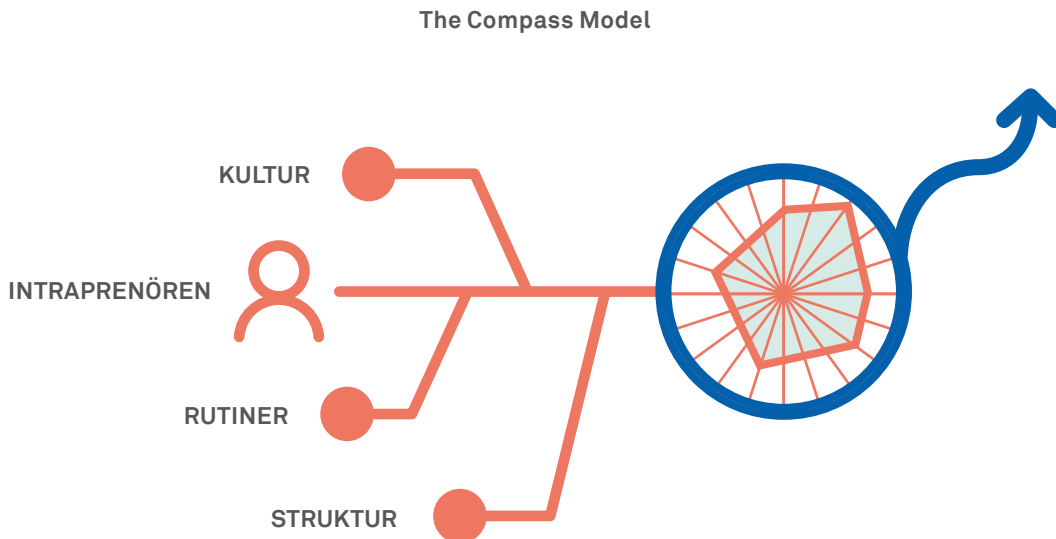 The Compass Model
KULTUR
INTRAPRENÖREN
RUTINER
STRUKTUR